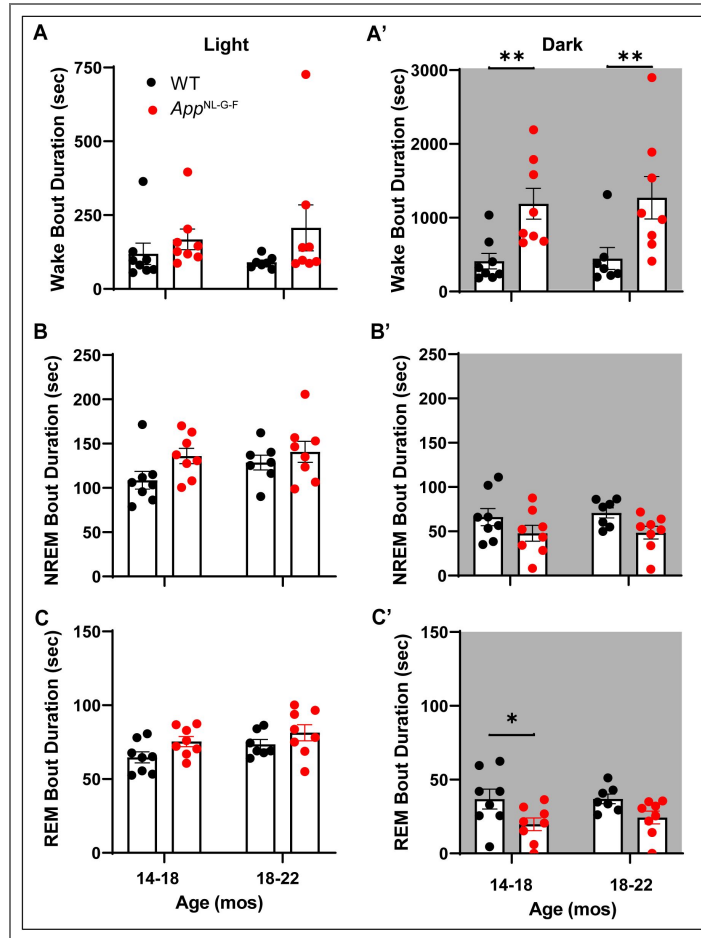 A
Light
Wake Bout Duration (sec)
750
500
250
0
WT
App^NL-G-F
A’
Dark
Wake Bout Duration (sec)
3000
2000
1000
0
**
**
B
NREM Bout Duration (sec)
250
200
150
100
50
0
B’
NREM Bout Duration (sec)
250
200
150
100
50
0
C
REM Bout Duration (sec)
150
100
50
0
14-18
18-22
Age (mos)
C’
REM Bout Duration (sec)
150
100
50
0
*
14-18
18-22
Age (mos)